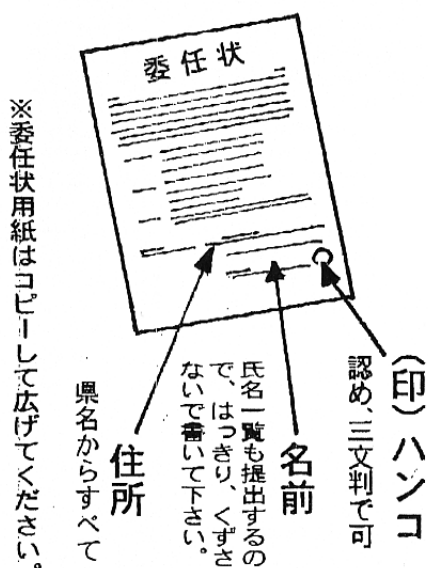 委任状
(印)ハンコ
認め、三文判で可
名前
氏名一覧も提出するの
で、はっきり、くずさ
ないで書いて下さい。
住所
県名からすべて
※委任状用紙はコピーして広げてください。